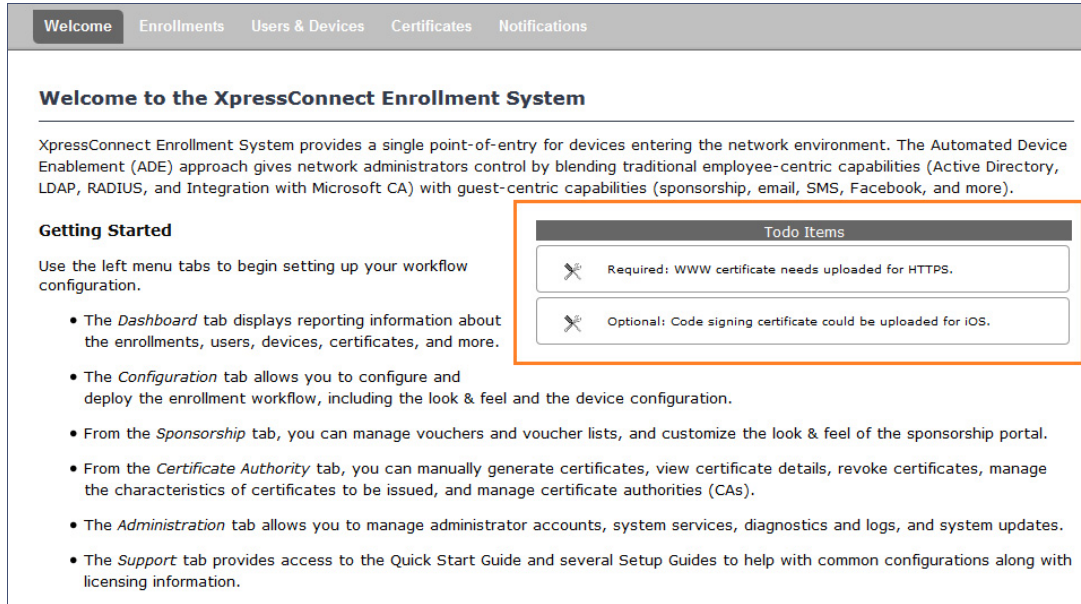 Welcome Enrollments Users & Devices Certificates Notifications
Welcome to the XpressConnect Enrollment System
XpressConnect Enrollment System provides a single point-of-entry for devices entering the network environment. The Automated Device
Enablement (ADE) approach gives network administrators control by blending traditional employee-centric capabilities (Active Directory,
LDAP, RADIUS, and Integration with Microsoft CA) with guest-centric capabilities (sponsorship, email, SMS, Facebook, and more).
Getting Started
Use the left menu tabs to begin setting up your workflow
configuration.
• The Dashboard tab displays reporting information about
the enrollments, users, devices, certificates, and more.
Todo Items
Required: WWW certificate needs uploaded for HTTPS.
Optional: Code signing certificate could be uploaded for iOS.
• The Configuration tab allows you to configure and
deploy the enrollment workflow, including the look & feel and the device configuration.
• From the Sponsorship tab, you can manage vouchers and voucher lists, and customize the look & feel of the sponsorship portal.
• From the Certificate Authority tab, you can manually generate certificates, view certificate details, revoke certificates, manage
the characteristics of certificates to be issued, and manage certificate authorities (CAs).
• The Administration tab allows you to manage administrator accounts, system services, diagnostics and logs, and system updates.
• The Support tab provides access to the Quick Start Guide and several Setup Guides to help with common configurations along with
licensing information.